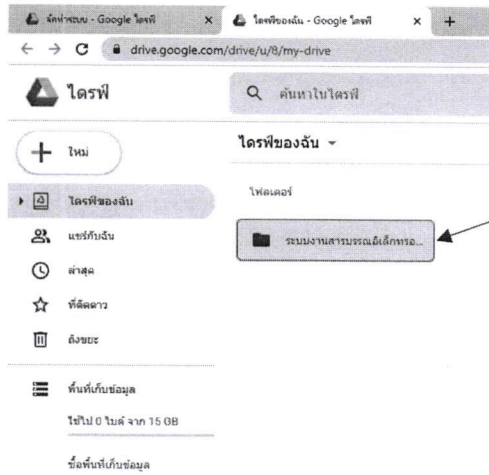 จัดทำระบบ - Google ไดรฟ์
ไดรฟ์ของฉัน - Google ไดรฟ์
drive.google.com/drive/u/8/my-drive
ไดรฟ์
ค้นหาในไดรฟ์
ใหม่
ไดรฟ์ของฉัน
ไดรฟ์ของฉัน
โฟลเดอร์
แชร์กับฉัน
ระบบงานสารบรรณอิเล็กทรอ...
ล่าสุด
ที่ติดดาว
ถังขยะ
พื้นที่เก็บข้อมูล
ใช้ไป 0 ไบต์ จาก 15 GB
ซื้อพื้นที่เก็บข้อมูล